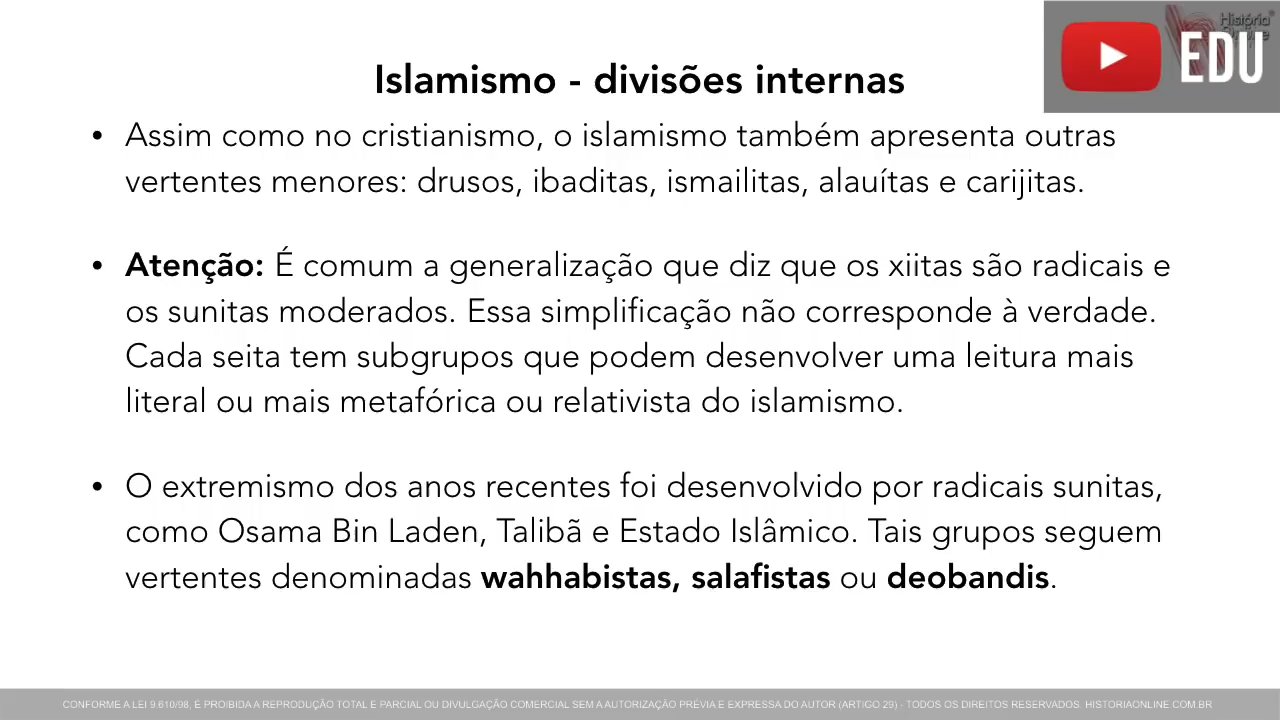 História
Online
EDU
Islamismo - divisões internas
• Assim como no cristianismo, o islamismo também apresenta outras
vertentes menores: drusos, ibaditas, ismailitas, alauítas e carijitas.
• Atenção: É comum a generalização que diz que os xiitas são radicais e
os sunitas moderados. Essa simplificação não corresponde à verdade.
Cada seita tem subgrupos que podem desenvolver uma leitura mais
literal ou mais metafórica ou relativista do islamismo.
• O extremismo dos anos recentes foi desenvolvido por radicais sunitas,
como Osama Bin Laden, Talibã e Estado Islâmico. Tais grupos seguem
vertentes denominadas wahhabistas, salafistas ou deobandis.
CONFORME A LEI 9.610/98, É PROIBIDA A REPRODUÇÃO TOTAL E PARCIAL OU DIVULGAÇÃO COMERCIAL SEM A AUTORIZAÇÃO PRÉVIA E EXPRESSA DO AUTOR (ARTIGO 29) - TODOS OS DIREITOS RESERVADOS. HISTORIAONLINE.COM.BR